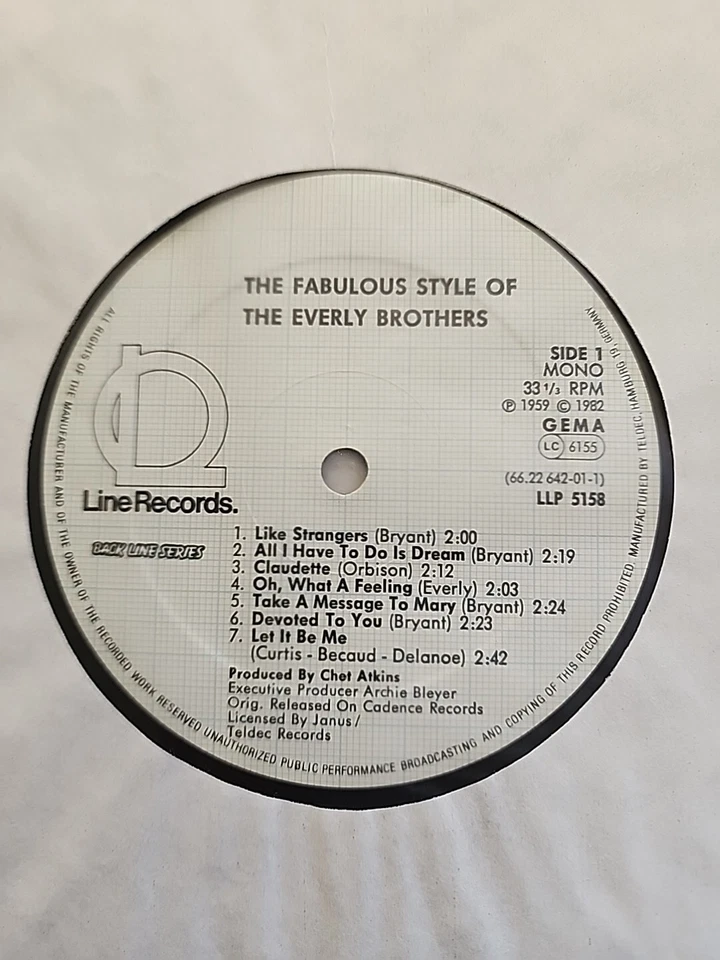 THE FABULOUS STYLE OF
THE EVERLY BROTHERS
SIDE 1
MONO
33 1/3 RPM
℗ 1959 © 1982
GEMA
LC 6155
(66.22 642-01-1)
LLP 5158
Line Records.
BACK LINE SERIES
1. Like Strangers (Bryant) 2:00
2. All I Have To Do Is Dream (Bryant) 2:19
3. Claudette (Orbison) 2:12
4. Oh, What A Feeling (Everly) 2:03
5. Take A Message To Mary (Bryant) 2:24
6. Devoted To You (Bryant) 2:23
7. Let It Be Me
(Curtis - Becaud - Delanoe) 2:42
Produced By Chet Atkins
Executive Producer Archie Bleyer
Orig. Released On Cadence Records
Licensed By Janus/
Teldec Records
ALL RIGHTS OF THE MANUFACTURER AND OF THE OWNER OF THE RECORDED WORK RESERVED UNAUTHORIZED PUBLIC PERFORMANCE BROADCASTING AND COPYING OF THIS RECORD PROHIBITED. MANUFACTURED BY TELDEC, HAMBURG 19, GERMANY